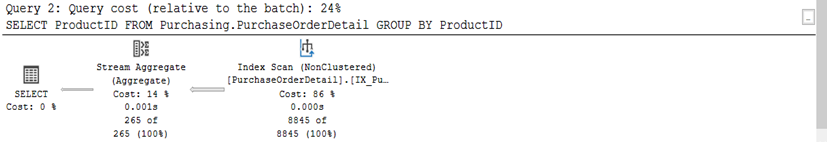 Query 2: Query cost (relative to the batch): 24%
SELECT ProductID FROM Purchasing.PurchaseOrderDetail GROUP BY ProductID
SELECT
Cost: 0 %
Stream Aggregate
(Aggregate)
Cost: 14 %
0.001s
265 of
265 (100%)
Index Scan (NonClustered)
[PurchaseOrderDetail].[IX_Pu…
Cost: 86 %
0.000s
8845 of
8845 (100%)